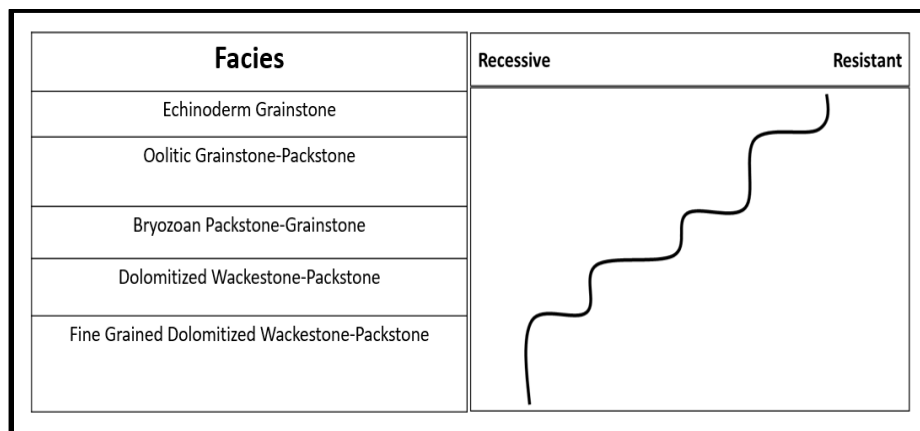 Facies
Recessive Resistant
Echinoderm Grainstone
Oolitic Grainstone-Packstone
Bryozoan Packstone-Grainstone
Dolomitized Wackestone-Packstone
Fine Grained Dolomitized Wackestone-Packstone